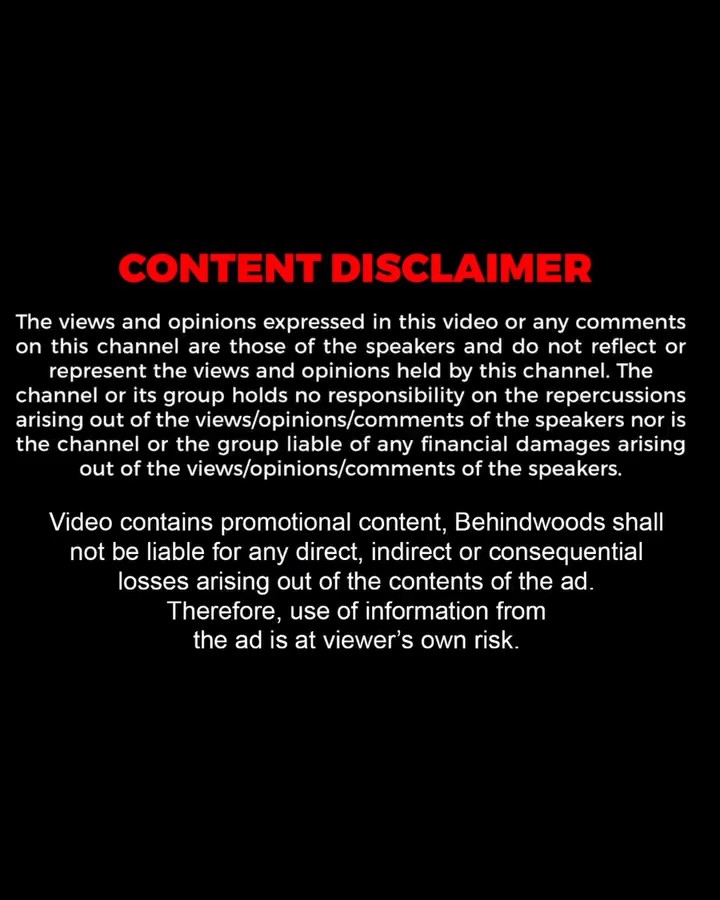 CONTENT DISCLAIMER
The views and opinions expressed in this video or any comments
on this channel are those of the speakers and do not reflect or
represent the views and opinions held by this channel. The
channel or its group holds no responsibility on the repercussions
arising out of the views/opinions/comments of the speakers nor is
the channel or the group liable of any financial damages arising
out of the views/opinions/comments of the speakers.
Video contains promotional content, Behindwoods shall
not be liable for any direct, indirect or consequential
losses arising out of the contents of the ad.
Therefore, use of information from
the ad is at viewer’s own risk.